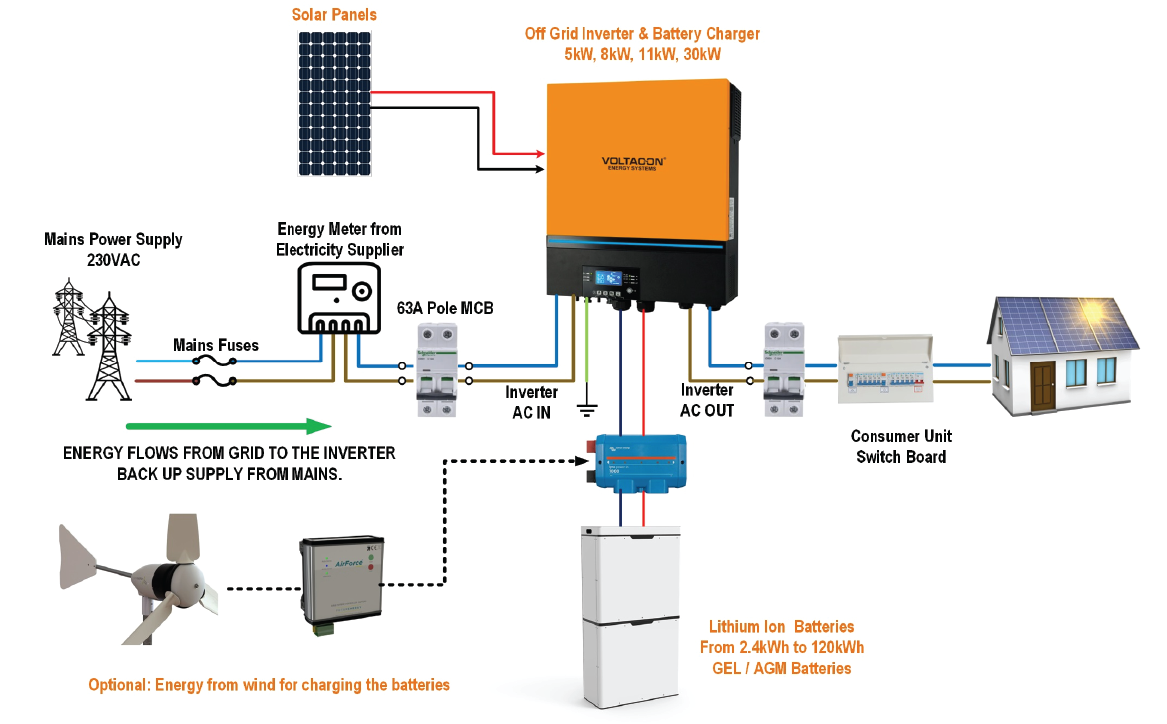 Solar Panels
Off Grid Inverter & Battery Charger
5kW, 8kW, 11kW, 30kW
VOLTACON®
ENERGY SYSTEMS
Mains Power Supply
230VAC
Energy Meter from
Electricity Supplier
63A Pole MCB
Mains Fuses
Inverter
AC IN
Inverter
AC OUT
Consumer Unit
Switch Board
ENERGY FLOWS FROM GRID TO THE INVERTER
BACK UP SUPPLY FROM MAINS.
AirForce
Lithium Ion Batteries
From 2.4kWh to 120kWh
GEL / AGM Batteries
Optional: Energy from wind for charging the batteries